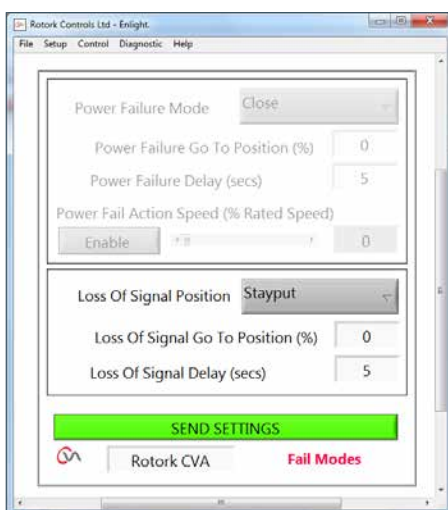 Rotork Controls Ltd - Enlight.
File Setup Control Diagnostic Help
Power Failure Mode Close
Power Failure Go To Position (%) 0
Power Failure Delay (secs) 5
Power Fail Action Speed (% Rated Speed)
Enable 0
Loss Of Signal Position Stayput
Loss Of Signal Go To Position (%) 0
Loss Of Signal Delay (secs) 5
SEND SETTINGS
Rotork CVA Fail Modes